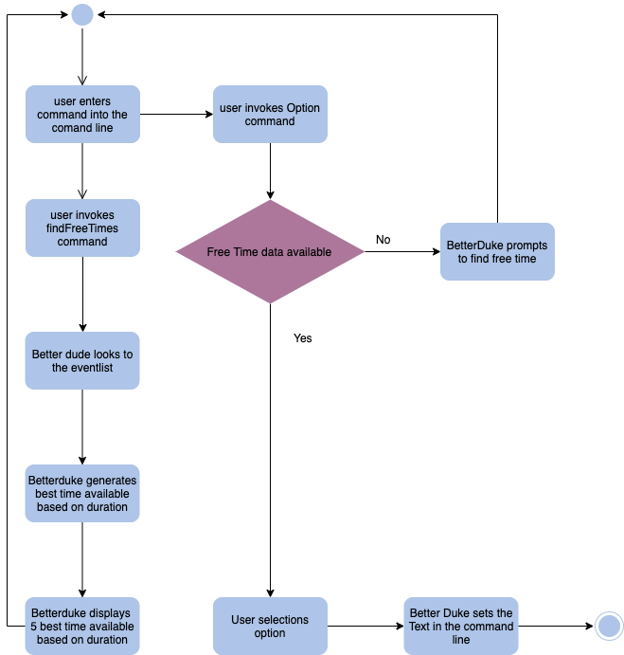 user enters
command into the
comand line
user invokes Option
command
user invokes
findFreeTimes
command
Free Time data available
No
BetterDuke prompts
to find free time
Yes
Better dude looks to
the eventlist
Betterduke generates
best time available
based on duration
Betterduke displays
5 best time available
based on duration
User selections
option
Better Duke sets the
Text in the command
line